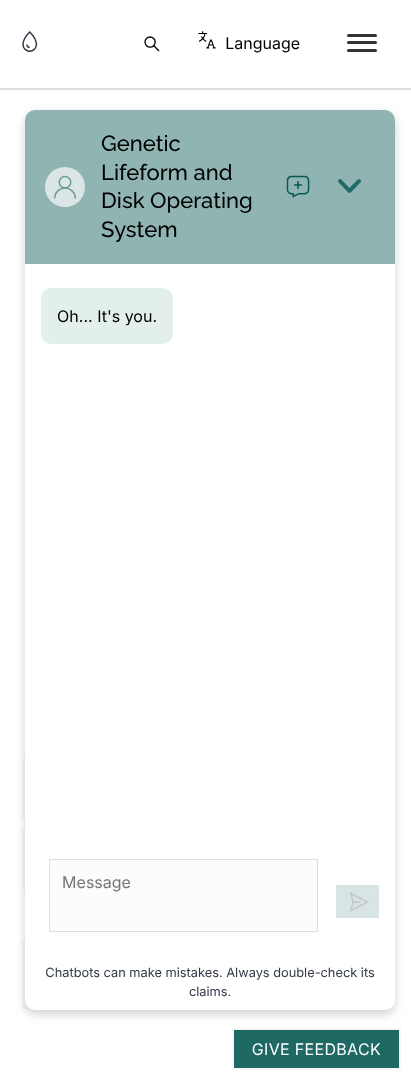 Language
Genetic
Lifeform and
Disk Operating
System
Oh... It's you.
Message
Chatbots can make mistakes. Always double-check its
claims.
GIVE FEEDBACK